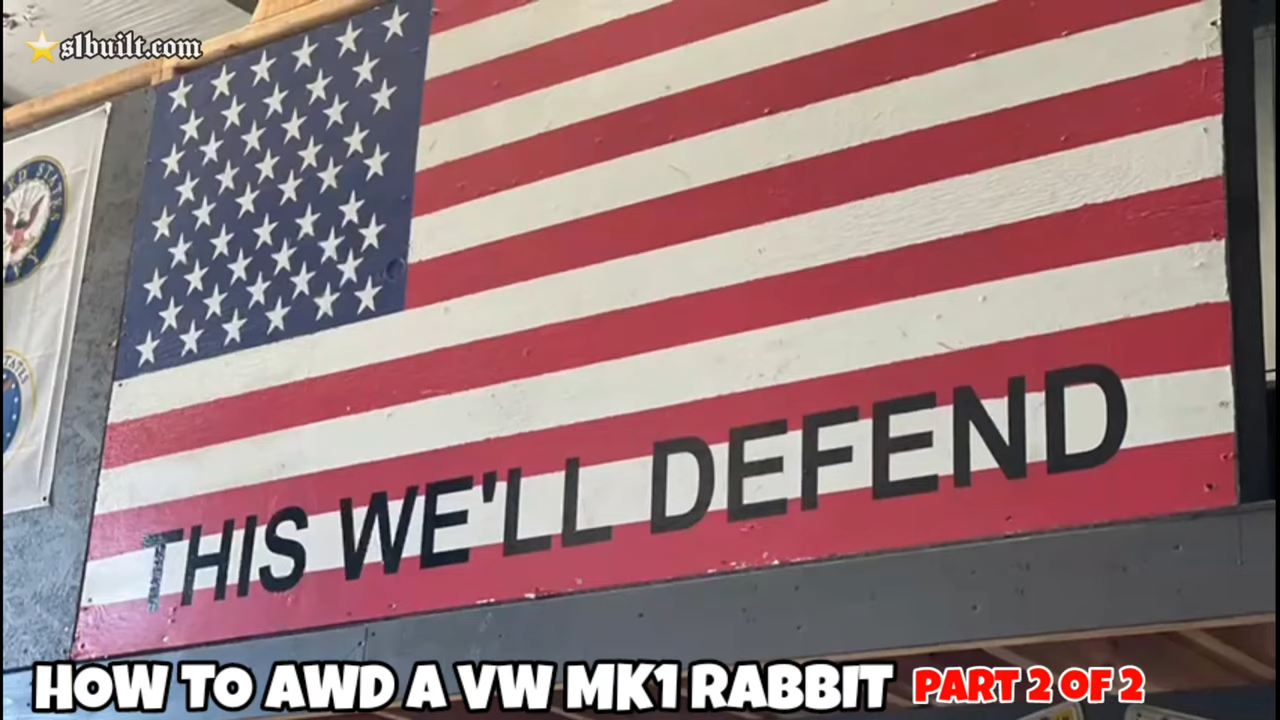 s1built.com
THIS WE'LL DEFEND
HOW TO AWD A VW MK1 RABBIT PART 2 OF 2